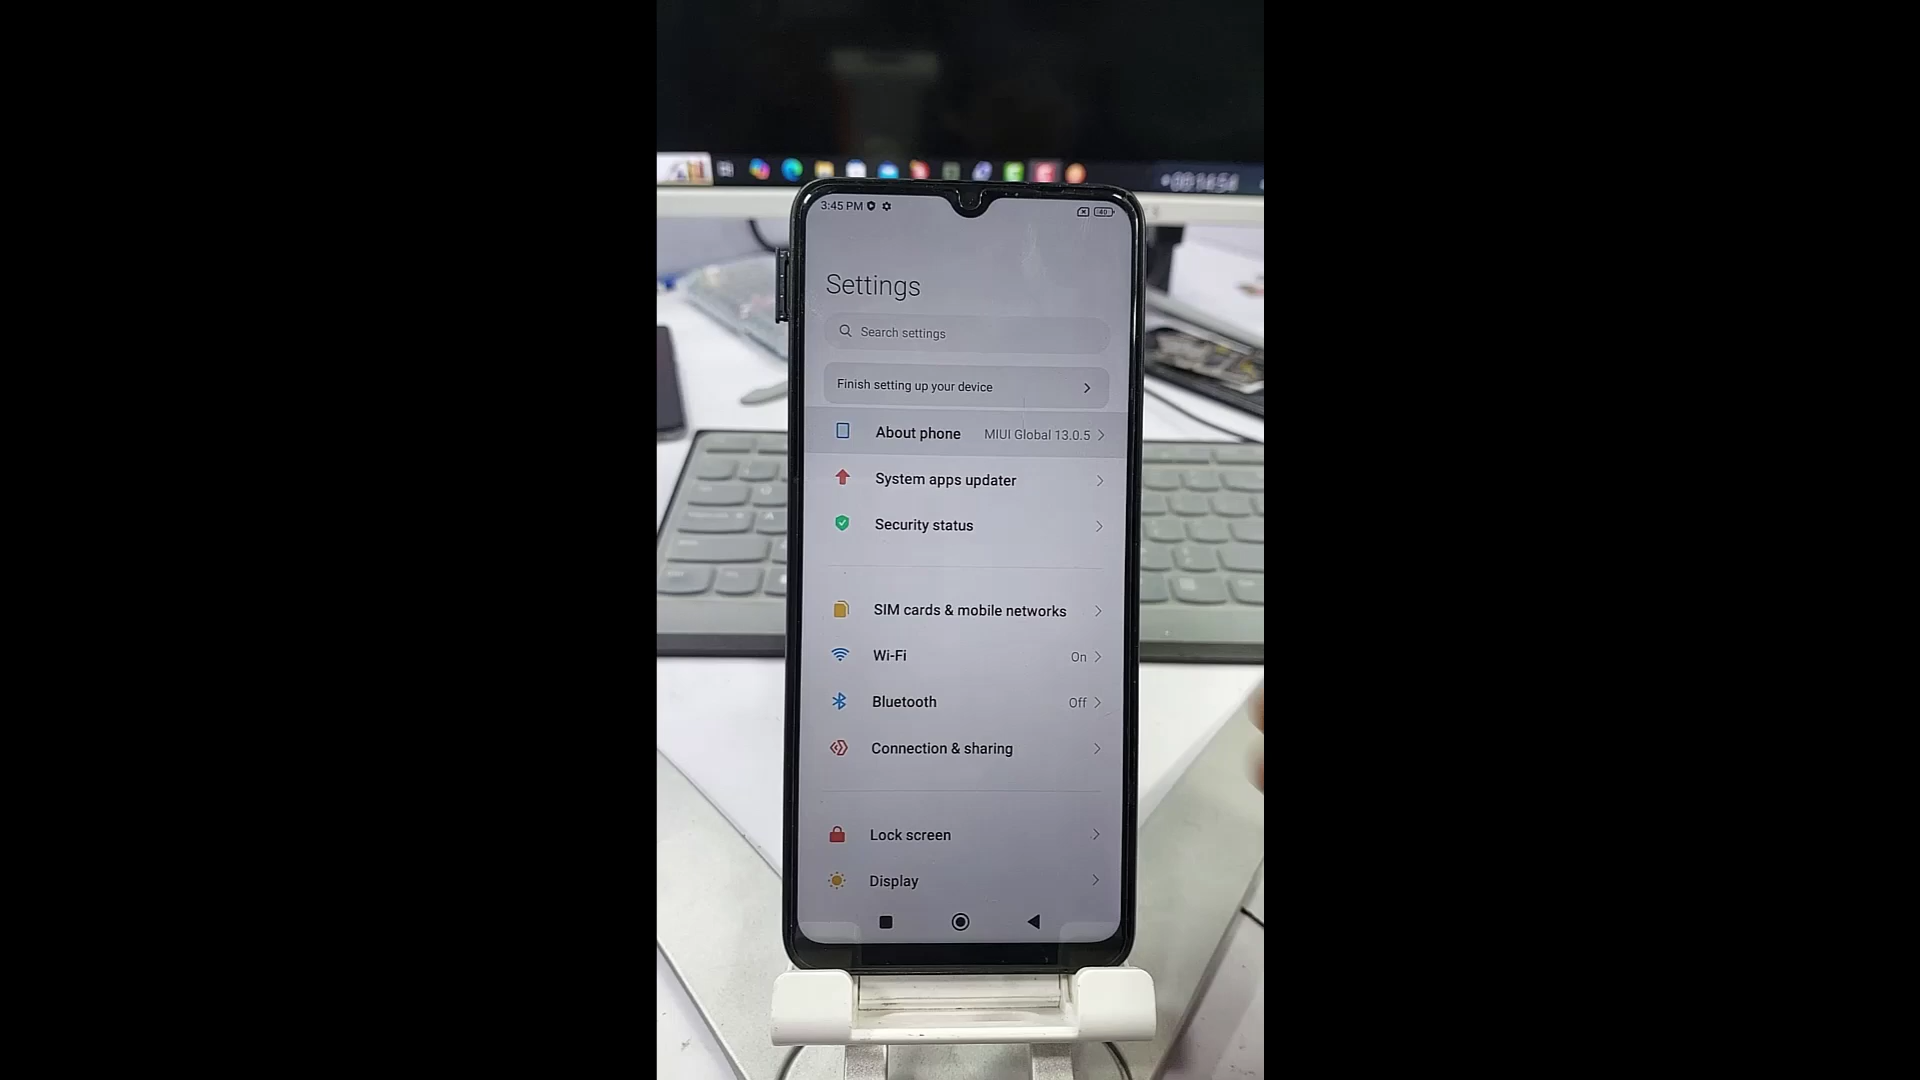 3:45 PM
Settings
Search settings
Finish setting up your device
About phone MIUI Global 13.0.5
System apps updater
Security status
SIM cards & mobile networks
Wi-Fi On
Bluetooth Off
Connection & sharing
Lock screen
Display